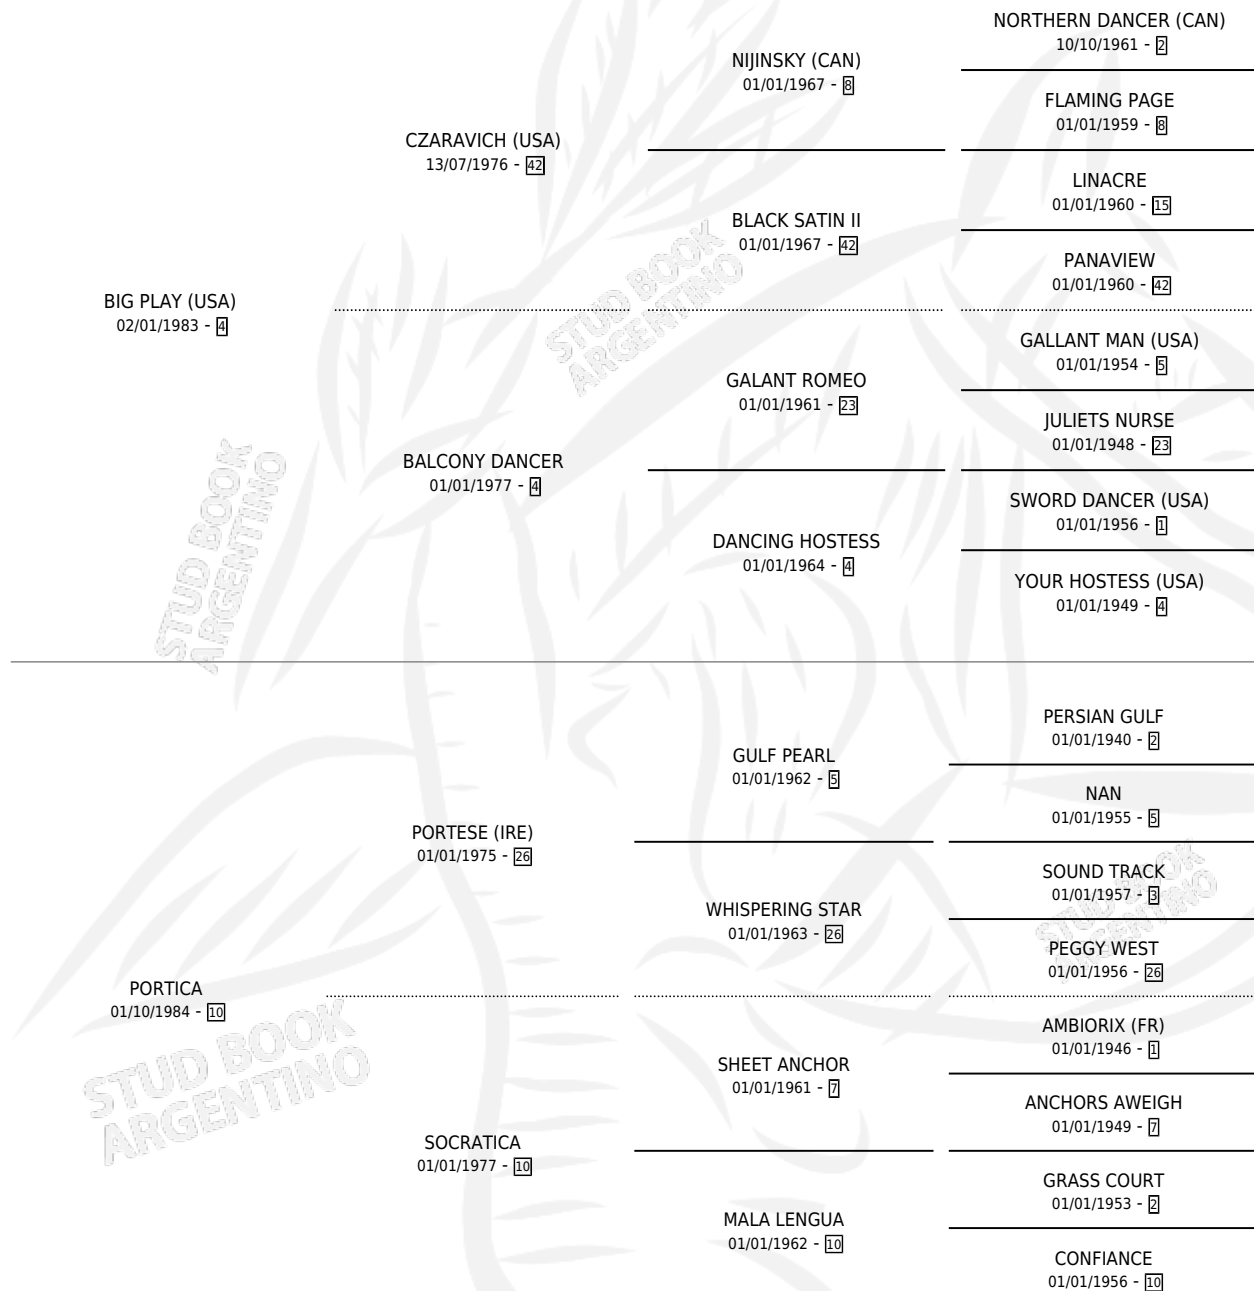 NORTHERN DANCER (CAN)
10/10/1961 - 2
NIJINSKY (CAN)
01/01/1967 - 8
FLAMING PAGE
01/01/1959 - 8
CZARAVICH (USA)
13/07/1976 - 42
LINACRE
01/01/1960 - 15
BLACK SATIN II
01/01/1967 - 42
PANAVIEW
01/01/1960 - 42
BIG PLAY (USA)
02/01/1983 - 4
STUD BOOK
ARGENTINO
GALLANT MAN (USA)
01/01/1954 - 5
GALANT ROMEO
01/01/1961 - 23
JULIETS NURSE
01/01/1948 - 23
BALCONY DANCER
01/01/1977 - 4
SWORD DANCER (USA)
01/01/1956 - 1
DANCING HOSTESS
01/01/1964 - 4
YOUR HOSTESS (USA)
01/01/1949 - 4
STUD BOOK
ARGENTINO
PERSIAN GULF
01/01/1940 - 2
GULF PEARL
01/01/1962 - 5
NAN
01/01/1955 - 5
PORTESE (IRE)
01/01/1975 - 26
SOUND TRACK
01/01/1957 - 3
WHISPERING STAR
01/01/1963 - 26
STUD BOOK
ARGENTINO
PEGGY WEST
01/01/1956 - 26
PORTICA
01/10/1984 - 10
AMBIORIX (FR)
01/01/1946 - 1
SHEET ANCHOR
01/01/1961 - 7
STUD BOOK
ARGENTINO
ANCHORS AWEIGH
01/01/1949 - 7
SOCRATICA
01/01/1977 - 10
GRASS COURT
01/01/1953 - 2
MALA LENGUA
01/01/1962 - 10
CONFIANCE
01/01/1956 - 10